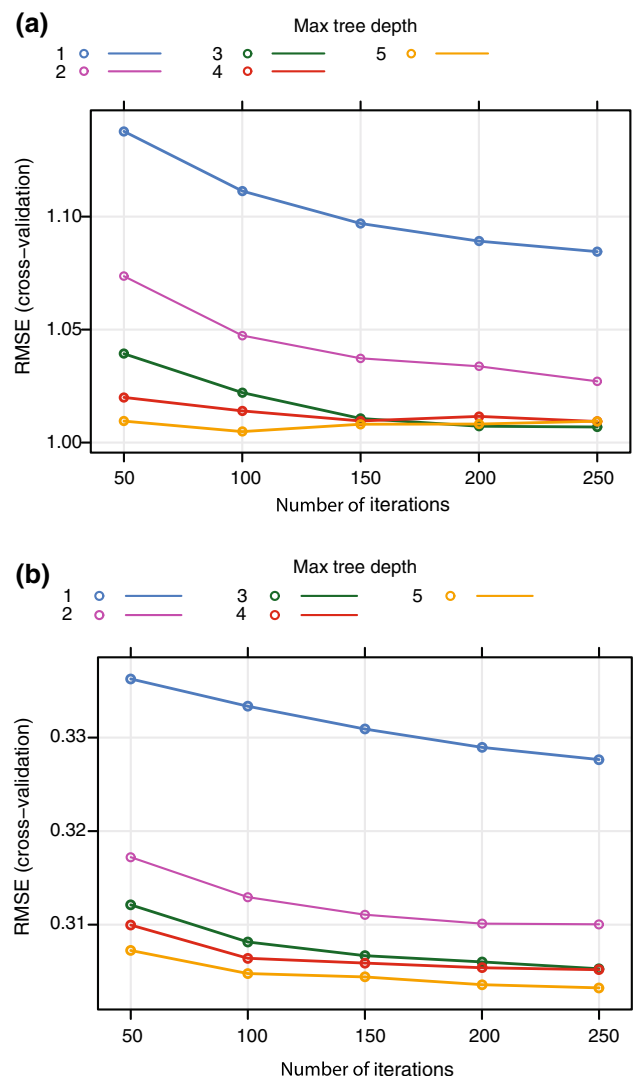 (a)
Max tree depth
1 3 5
2 4
RMSE (cross−validation)
1.10
1.05
1.00
50 100 150 200 250
Number of iterations
(b)
Max tree depth
1 3 5
2 4
RMSE (cross−validation)
0.33
0.32
0.31
50 100 150 200 250
Number of iterations